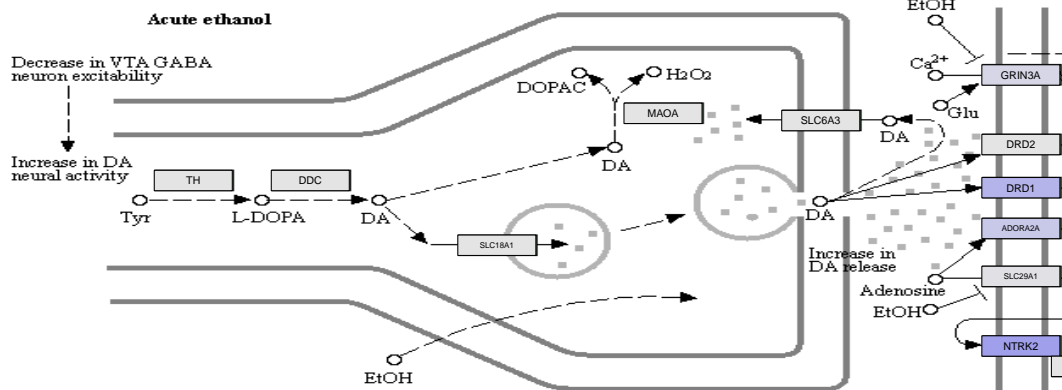 Acute ethanol
EtOH
Decrease in VTA GABA
neuron excitability
Ca2+
GRIN3A
DOPAC
H2O2
MAOA
Glu
SLC6A3
DA
DRD2
DA
Increase in DA
neural activity
TH
DDC
DRD1
Tyr
L-DOPA
DA
DA
ADORA2A
SLC18A1
Increase in
DA release
SLC29A1
Adenosine
EtOH
NTRK2
EtOH